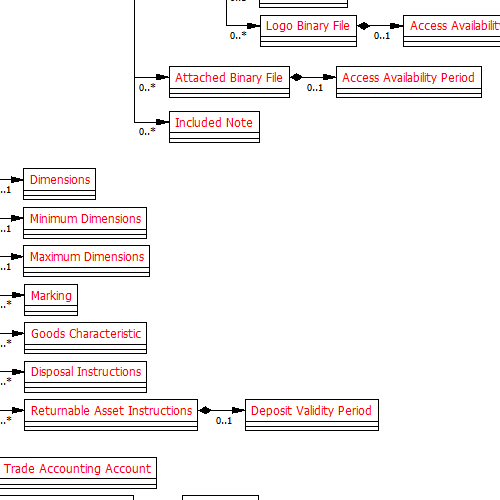 Logo Binary File
Access Availability
0..*
0..1
Attached Binary File
Access Availability Period
0..*
0..1
Included Note
0..*
Dimensions
..1
Minimum Dimensions
..1
Maximum Dimensions
..1
Marking
..*
Goods Characteristic
..*
Disposal Instructions
..*
Returnable Asset Instructions
Deposit Validity Period
..*
0..1
Trade Accounting Account